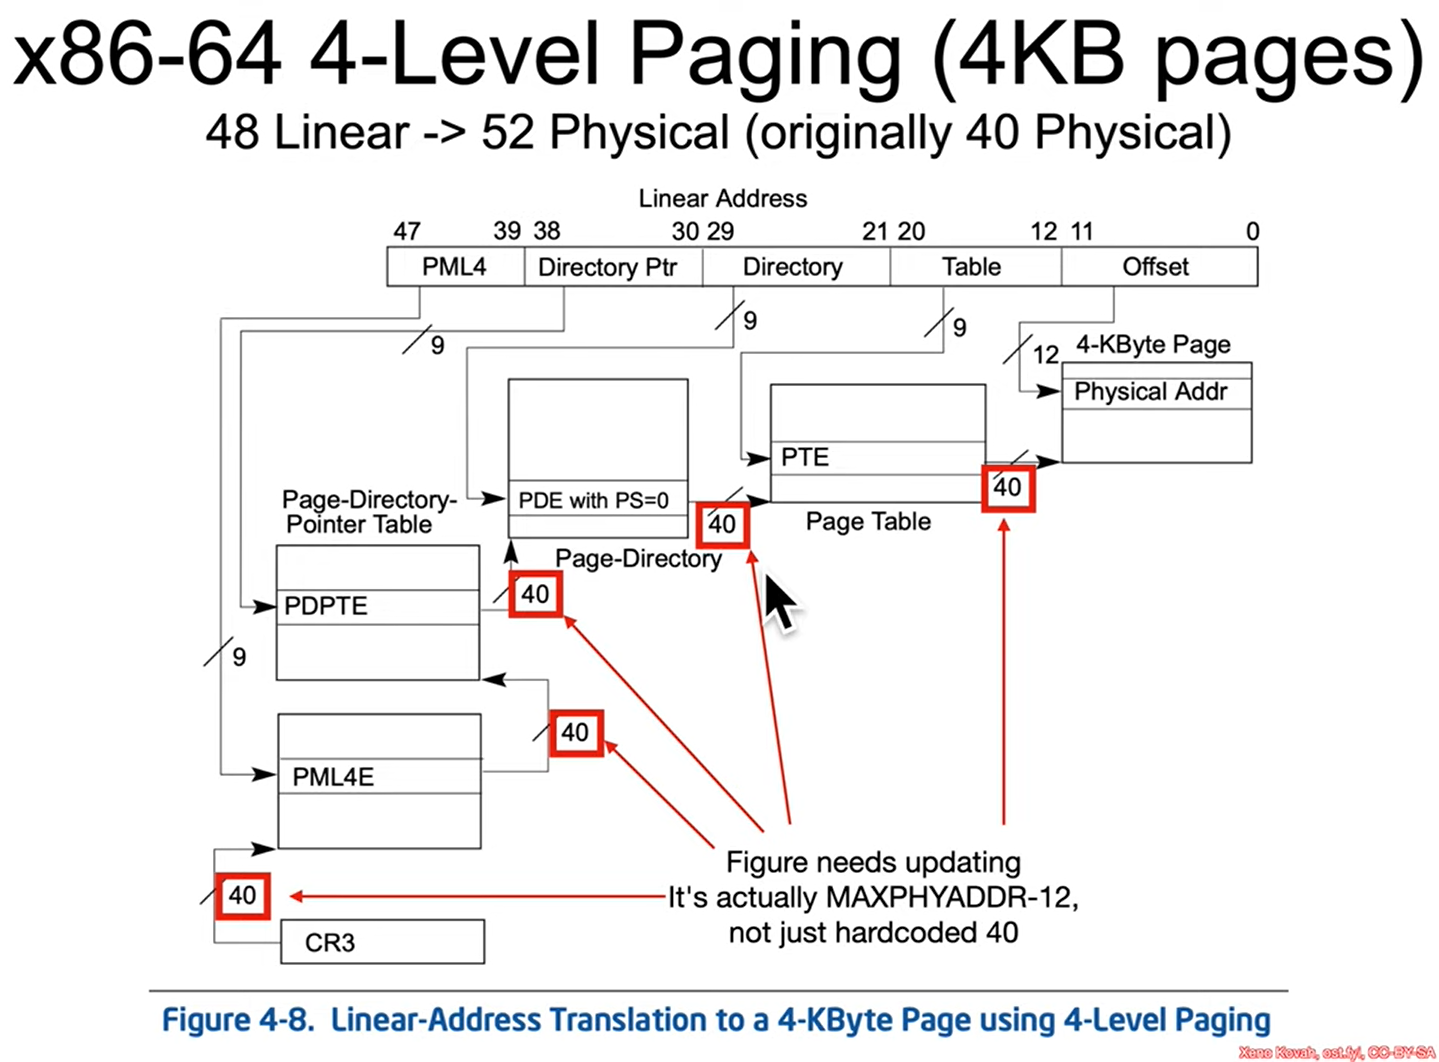 x86-64 4-Level Paging (4KB pages)
48 Linear -> 52 Physical (originally 40 Physical)
Linear Address
47 39 38 30 29 21 20 12 11 0
PML4 Directory Ptr Directory Table Offset
9
9
9
12
4-KByte Page
Physical Addr
PTE
40
Page Table
PDE with PS=0
40
Page-Directory
Page-Directory-
Pointer Table
40
PDPTE
9
40
PML4E
40
CR3
Figure needs updating
It's actually MAXPHYADDR-12,
not just hardcoded 40
Figure 4-8. Linear-Address Translation to a 4-KByte Page using 4-Level Paging
Xeno Kovah, ost.fyi, CC-BY-SA